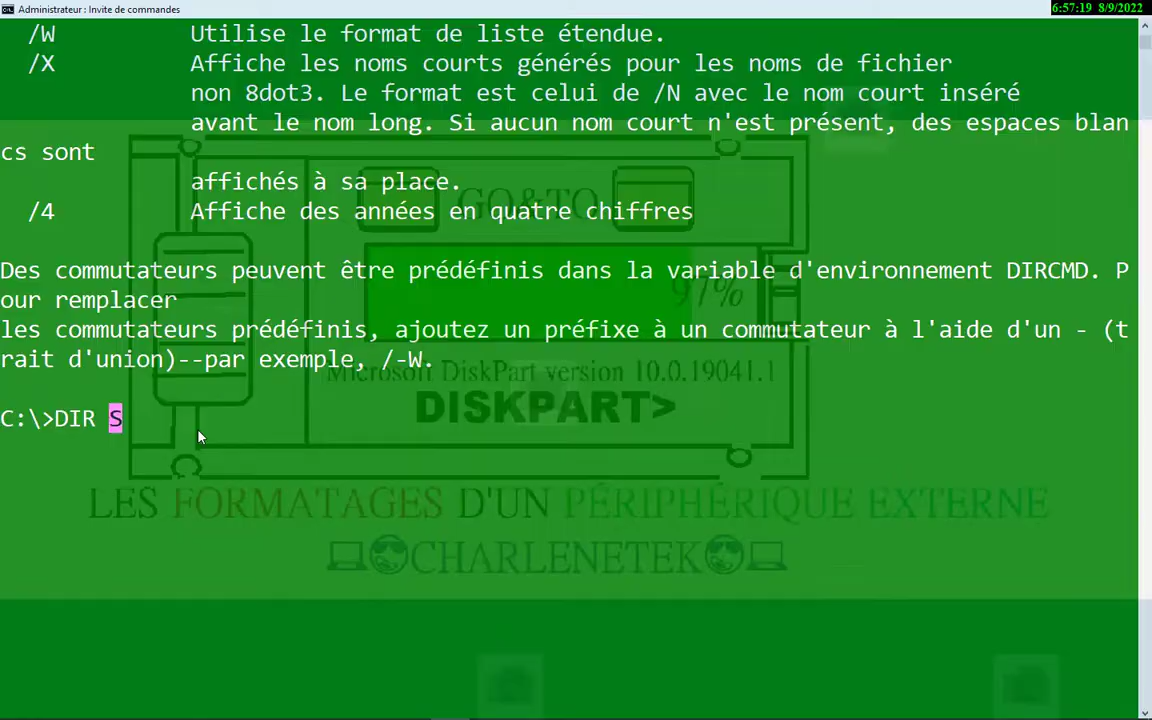 Administrateur : Invite de commandes
6:57:19 8/9/2022
/W Utilise le format de liste étendue.
/X Affiche les noms courts générés pour les noms de fichier
non 8dot3. Le format est celui de /N avec le nom court inséré
avant le nom long. Si aucun nom court n'est présent, des espaces blan
cs sont
affichés à sa place.
GO&TO
/4 Affiche des années en quatre chiffres
Des commutateurs peuvent être prédéfinis dans la variable d'environnement DIRCMD. P
our remplacer
97%
les commutateurs prédéfinis, ajoutez un préfixe à un commutateur à l'aide d'un - (t
rait d'union)--par exemple, /-W.
Microsoft DiskPart version 10.0.19041.1
DISKPART>
C:\>DIR S
LES FORMATAGES D'UN PÉRIPHÉRIQUE EXTERNE
💻😎CHARLENETEK😎💻